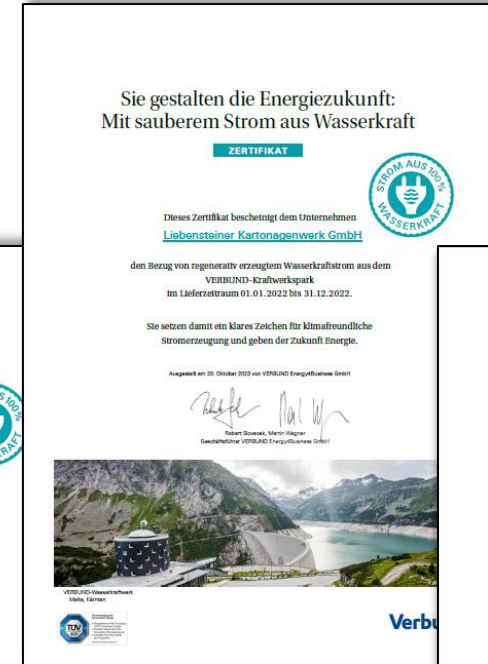 Sie gestalten die Energiezukunft:
Mit sauberem Strom aus Wasserkraft
ZERTIFIKAT
STROM AUS 100%
WASSERKRAFT
Dieses Zertifikat bescheinigt dem Unternehmen
Liebensteiner Kartonagenwerk GmbH
den Bezug von regenerativ erzeugtem Wasserkraftstrom aus dem
VERBUND-Kraftwerkspark
im Lieferzeitraum 01.01.2022 bis 31.12.2022.
Sie setzen damit ein klares Zeichen für klimafreundliche
Stromerzeugung und geben der Zukunft Energie.
Ausgestellt am 20. Oktober 2023 von VERBUND Energy4Business GmbH
Robert Slovacek, Martin Wagner
Geschäftsführer VERBUND Energy4Business GmbH
VERBUND-Wasserkraftwerk
Malta, Kärnten
TÜV
Verbu